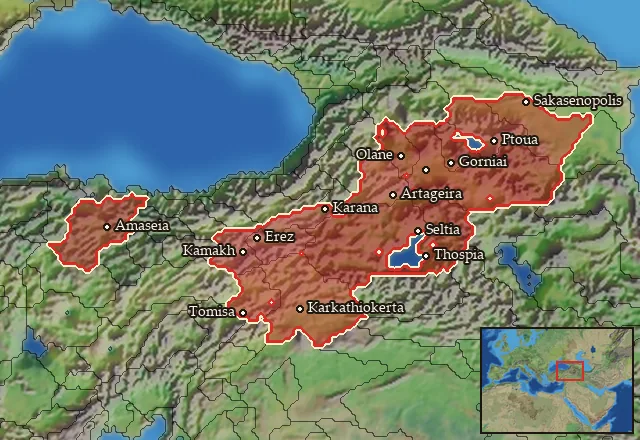 Sakasenopolis
Ptoua
Olane
Gorniai
Artageira
Karana
Amaseia
Seltia
Erez
Kamakh
Thospia
Tomisa
Karkathiokerta